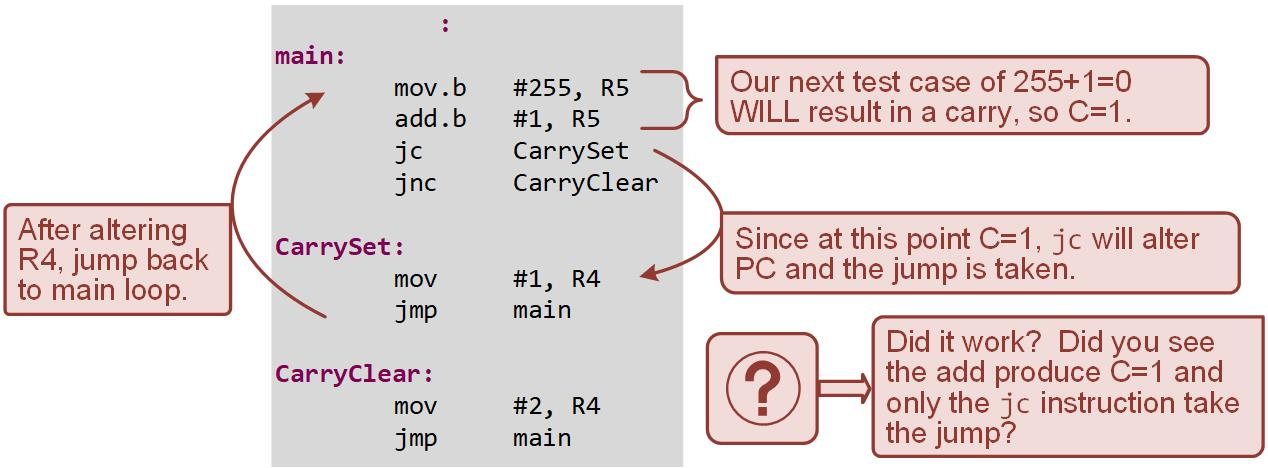 :
main:
mov.b #255, R5
add.b #1, R5
jc CarrySet
jnc CarryClear
CarrySet:
mov #1, R4
jmp main
CarryClear:
mov #2, R4
jmp main
Our next test case of 255+1=0
WILL result in a carry, so C=1.
Since at this point C=1, jc will alter
PC and the jump is taken.
After altering
R4, jump back
to main loop.
?
Did it work? Did you see
the add produce C=1 and
only the jc instruction take
the jump?